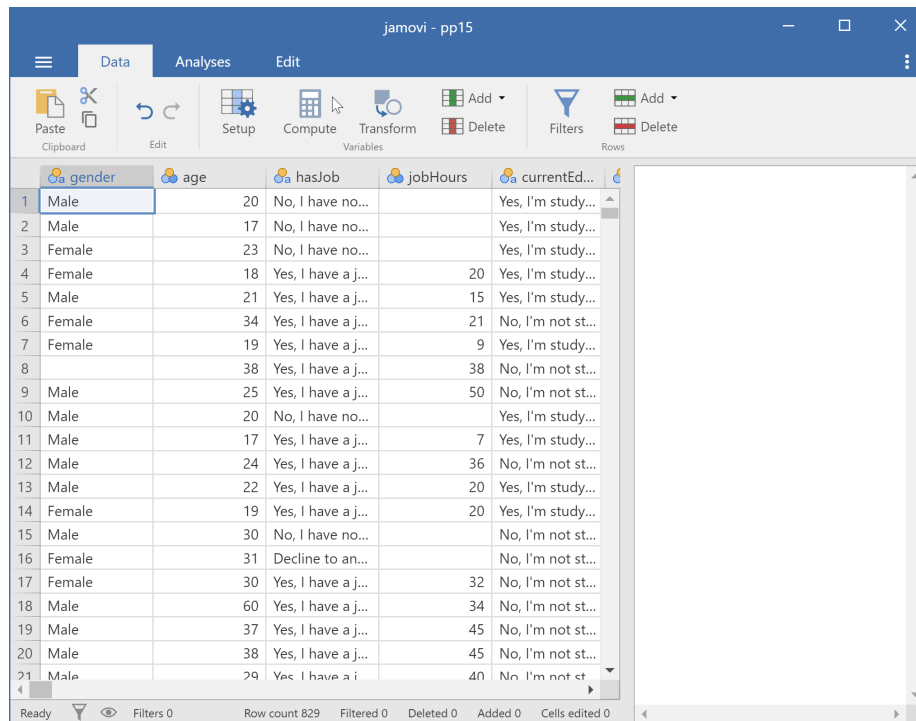 jamovi - pp15
Data Analyses Edit
Paste Setup Compute Transform Add Delete Filters Add Delete
Clipboard Edit Variables Rows
gender age hasJob jobHours currentEd...
1 Male 20 No, I have no... Yes, I'm study...
2 Male 17 No, I have no... Yes, I'm study...
3 Female 23 No, I have no... Yes, I'm study...
4 Female 18 Yes, I have a j... 20 Yes, I'm study...
5 Male 21 Yes, I have a j... 15 Yes, I'm study...
6 Female 34 Yes, I have a j... 21 No, I'm not st...
7 Female 19 Yes, I have a j... 9 Yes, I'm study...
8 38 Yes, I have a j... 38 No, I'm not st...
9 Male 25 Yes, I have a j... 50 No, I'm not st...
10 Male 20 No, I have no... Yes, I'm study...
11 Male 17 Yes, I have a j... 7 Yes, I'm study...
12 Male 24 Yes, I have a j... 36 No, I'm not st...
13 Male 22 Yes, I have a j... 20 Yes, I'm study...
14 Female 19 Yes, I have a j... 20 Yes, I'm study...
15 Male 30 No, I have no... No, I'm not st...
16 Female 31 Decline to an... No, I'm not st...
17 Female 30 Yes, I have a j... 32 No, I'm not st...
18 Male 60 Yes, I have a j... 34 No, I'm not st...
19 Male 37 Yes, I have a j... 45 No, I'm not st...
20 Male 38 Yes, I have a j... 45 No, I'm not st...
21 Male 29 Yes, I have a j... 40 No, I'm not st...
Ready Filters 0 Row count 829 Filtered 0 Deleted 0 Added 0 Cells edited 0